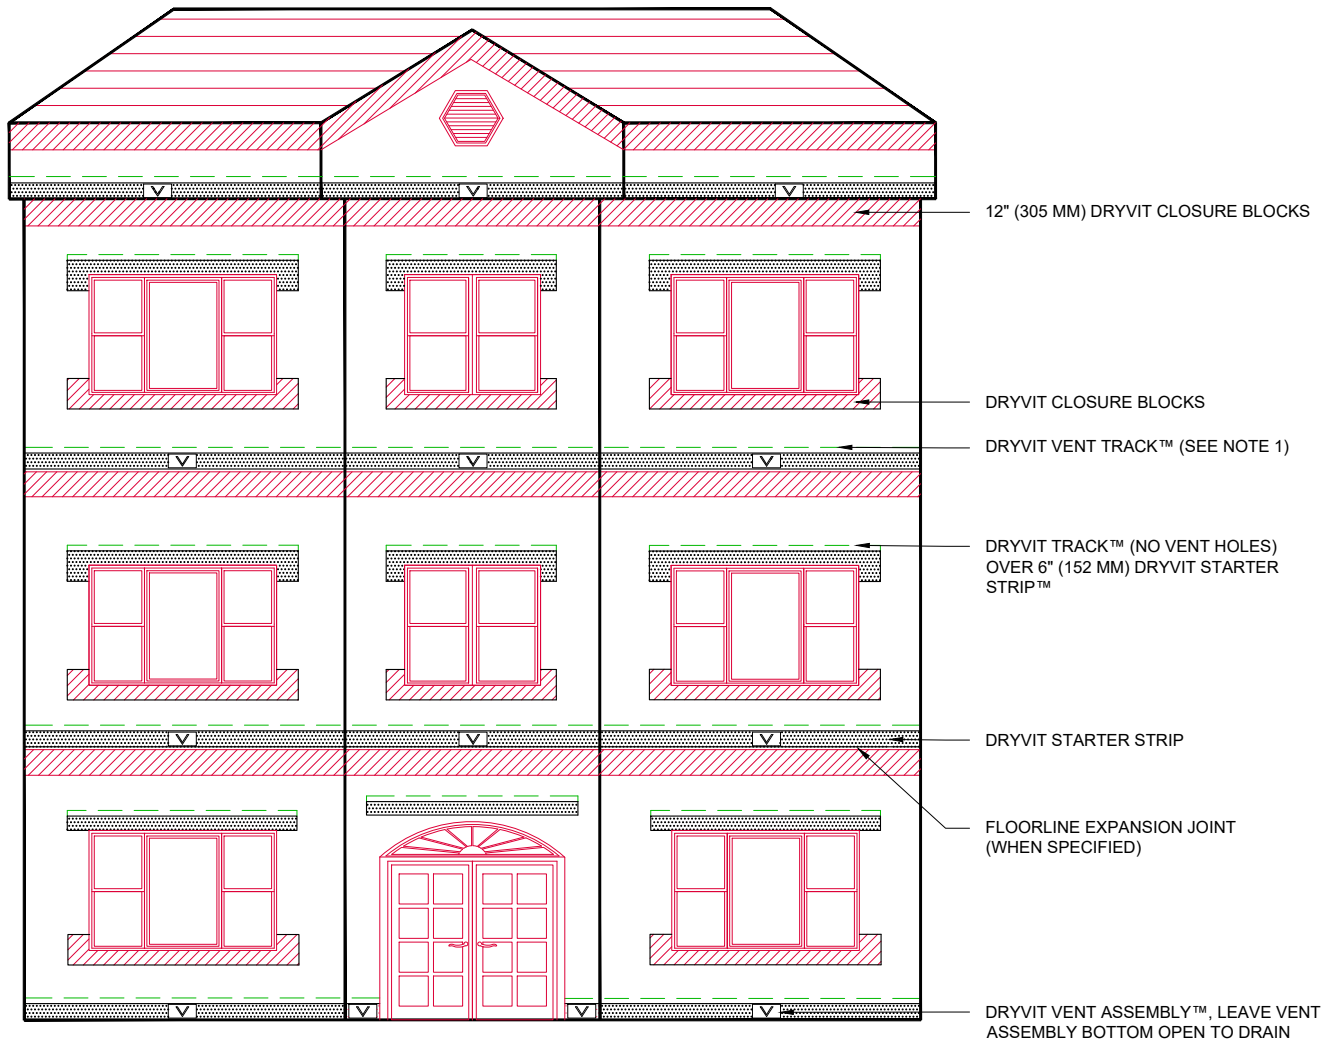 V V V
12" (305 MM) DRYVIT CLOSURE BLOCKS
DRYVIT CLOSURE BLOCKS
DRYVIT VENT TRACK™ (SEE NOTE 1)
V V V
DRYVIT TRACK™ (NO VENT HOLES)
OVER 6" (152 MM) DRYVIT STARTER
STRIP™
V V V
DRYVIT STARTER STRIP
FLOORLINE EXPANSION JOINT
(WHEN SPECIFIED)
V V V V
DRYVIT VENT ASSEMBLY™, LEAVE VENT
ASSEMBLY BOTTOM OPEN TO DRAIN